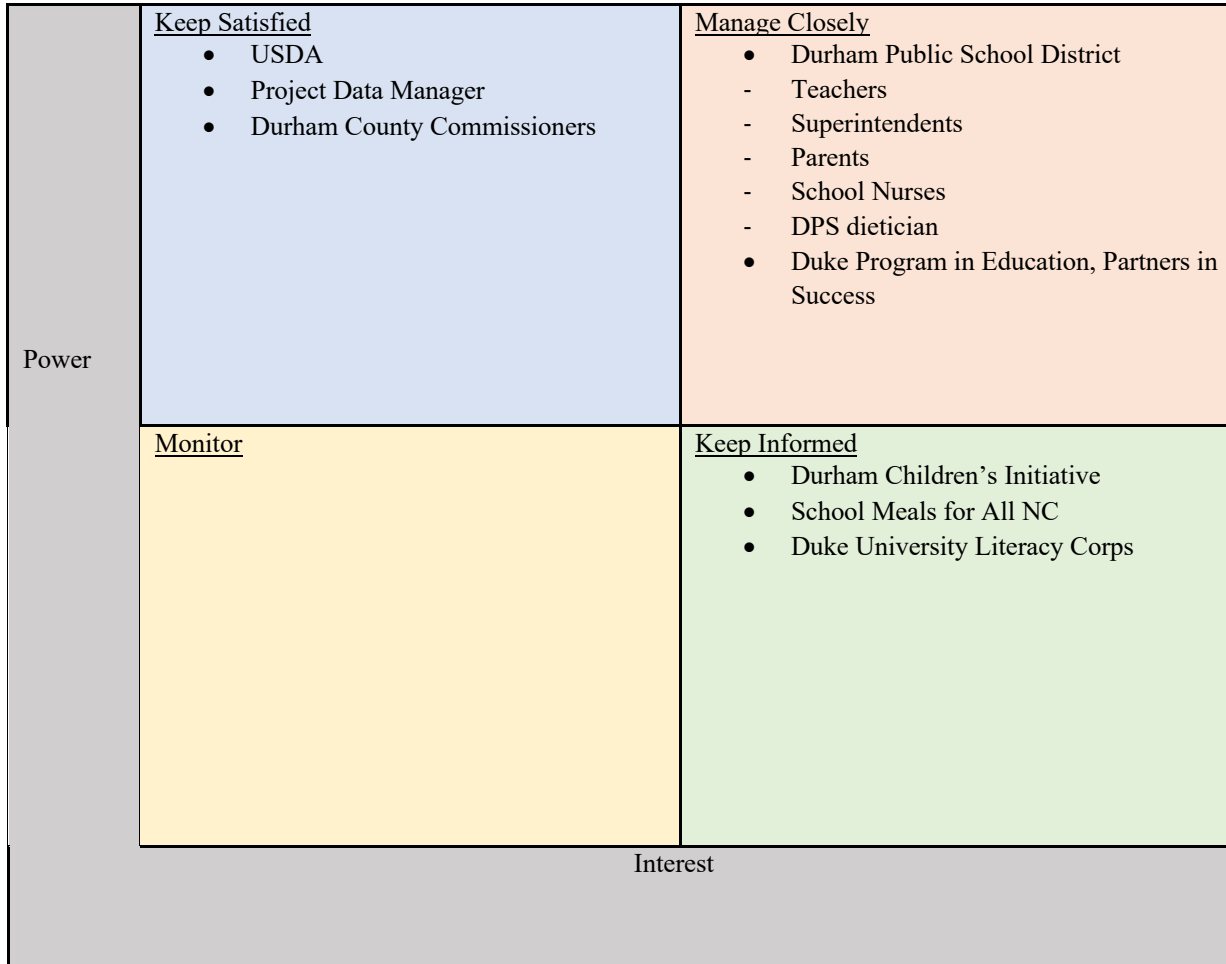 Keep Satisfied
• USDA
• Project Data Manager
• Durham County Commissioners
Manage Closely
• Durham Public School District
- Teachers
- Superintendents
- Parents
- School Nurses
- DPS dietician
• Duke Program in Education, Partners in
Success
Power
Monitor
Keep Informed
• Durham Children’s Initiative
• School Meals for All NC
• Duke University Literacy Corps
Interest